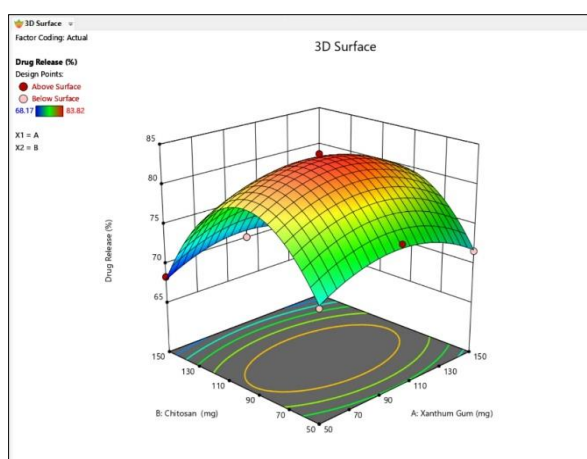 3D Surface
Factor Coding: Actual
3D Surface
Drug Release (%)
Design Points:
Above Surface
Below Surface
68.17 83.82
X1 = A
X2 = B
85
80
75
70
65
Drug Release (%)
150
130
110
90
70
50
B: Chitosan (mg)
50
70
90
110
130
150
A: Xanthum Gum (mg)